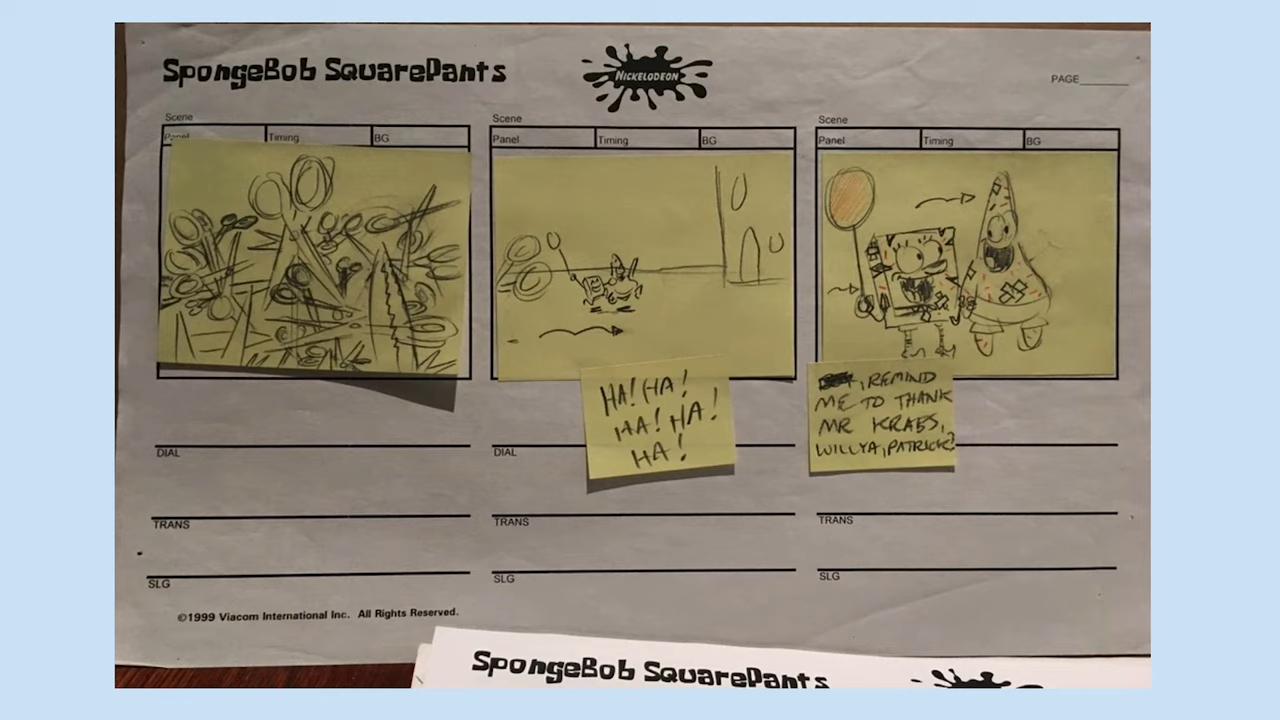 SpongeBob SquarePants
NICKELODEON
PAGE
Scene
Scene
Scene
Panel Timing BG
Panel Timing BG
Panel Timing BG
HA! HA!
HA! HA!
HA!
, REMIND
ME TO THANK
MR KRABS,
WILLYA, PATRICK?
DIAL
DIAL
TRANS
TRANS
TRANS
SLG
SLG
SLG
©1999 Viacom International Inc. All Rights Reserved.
SpongeBob SquarePants